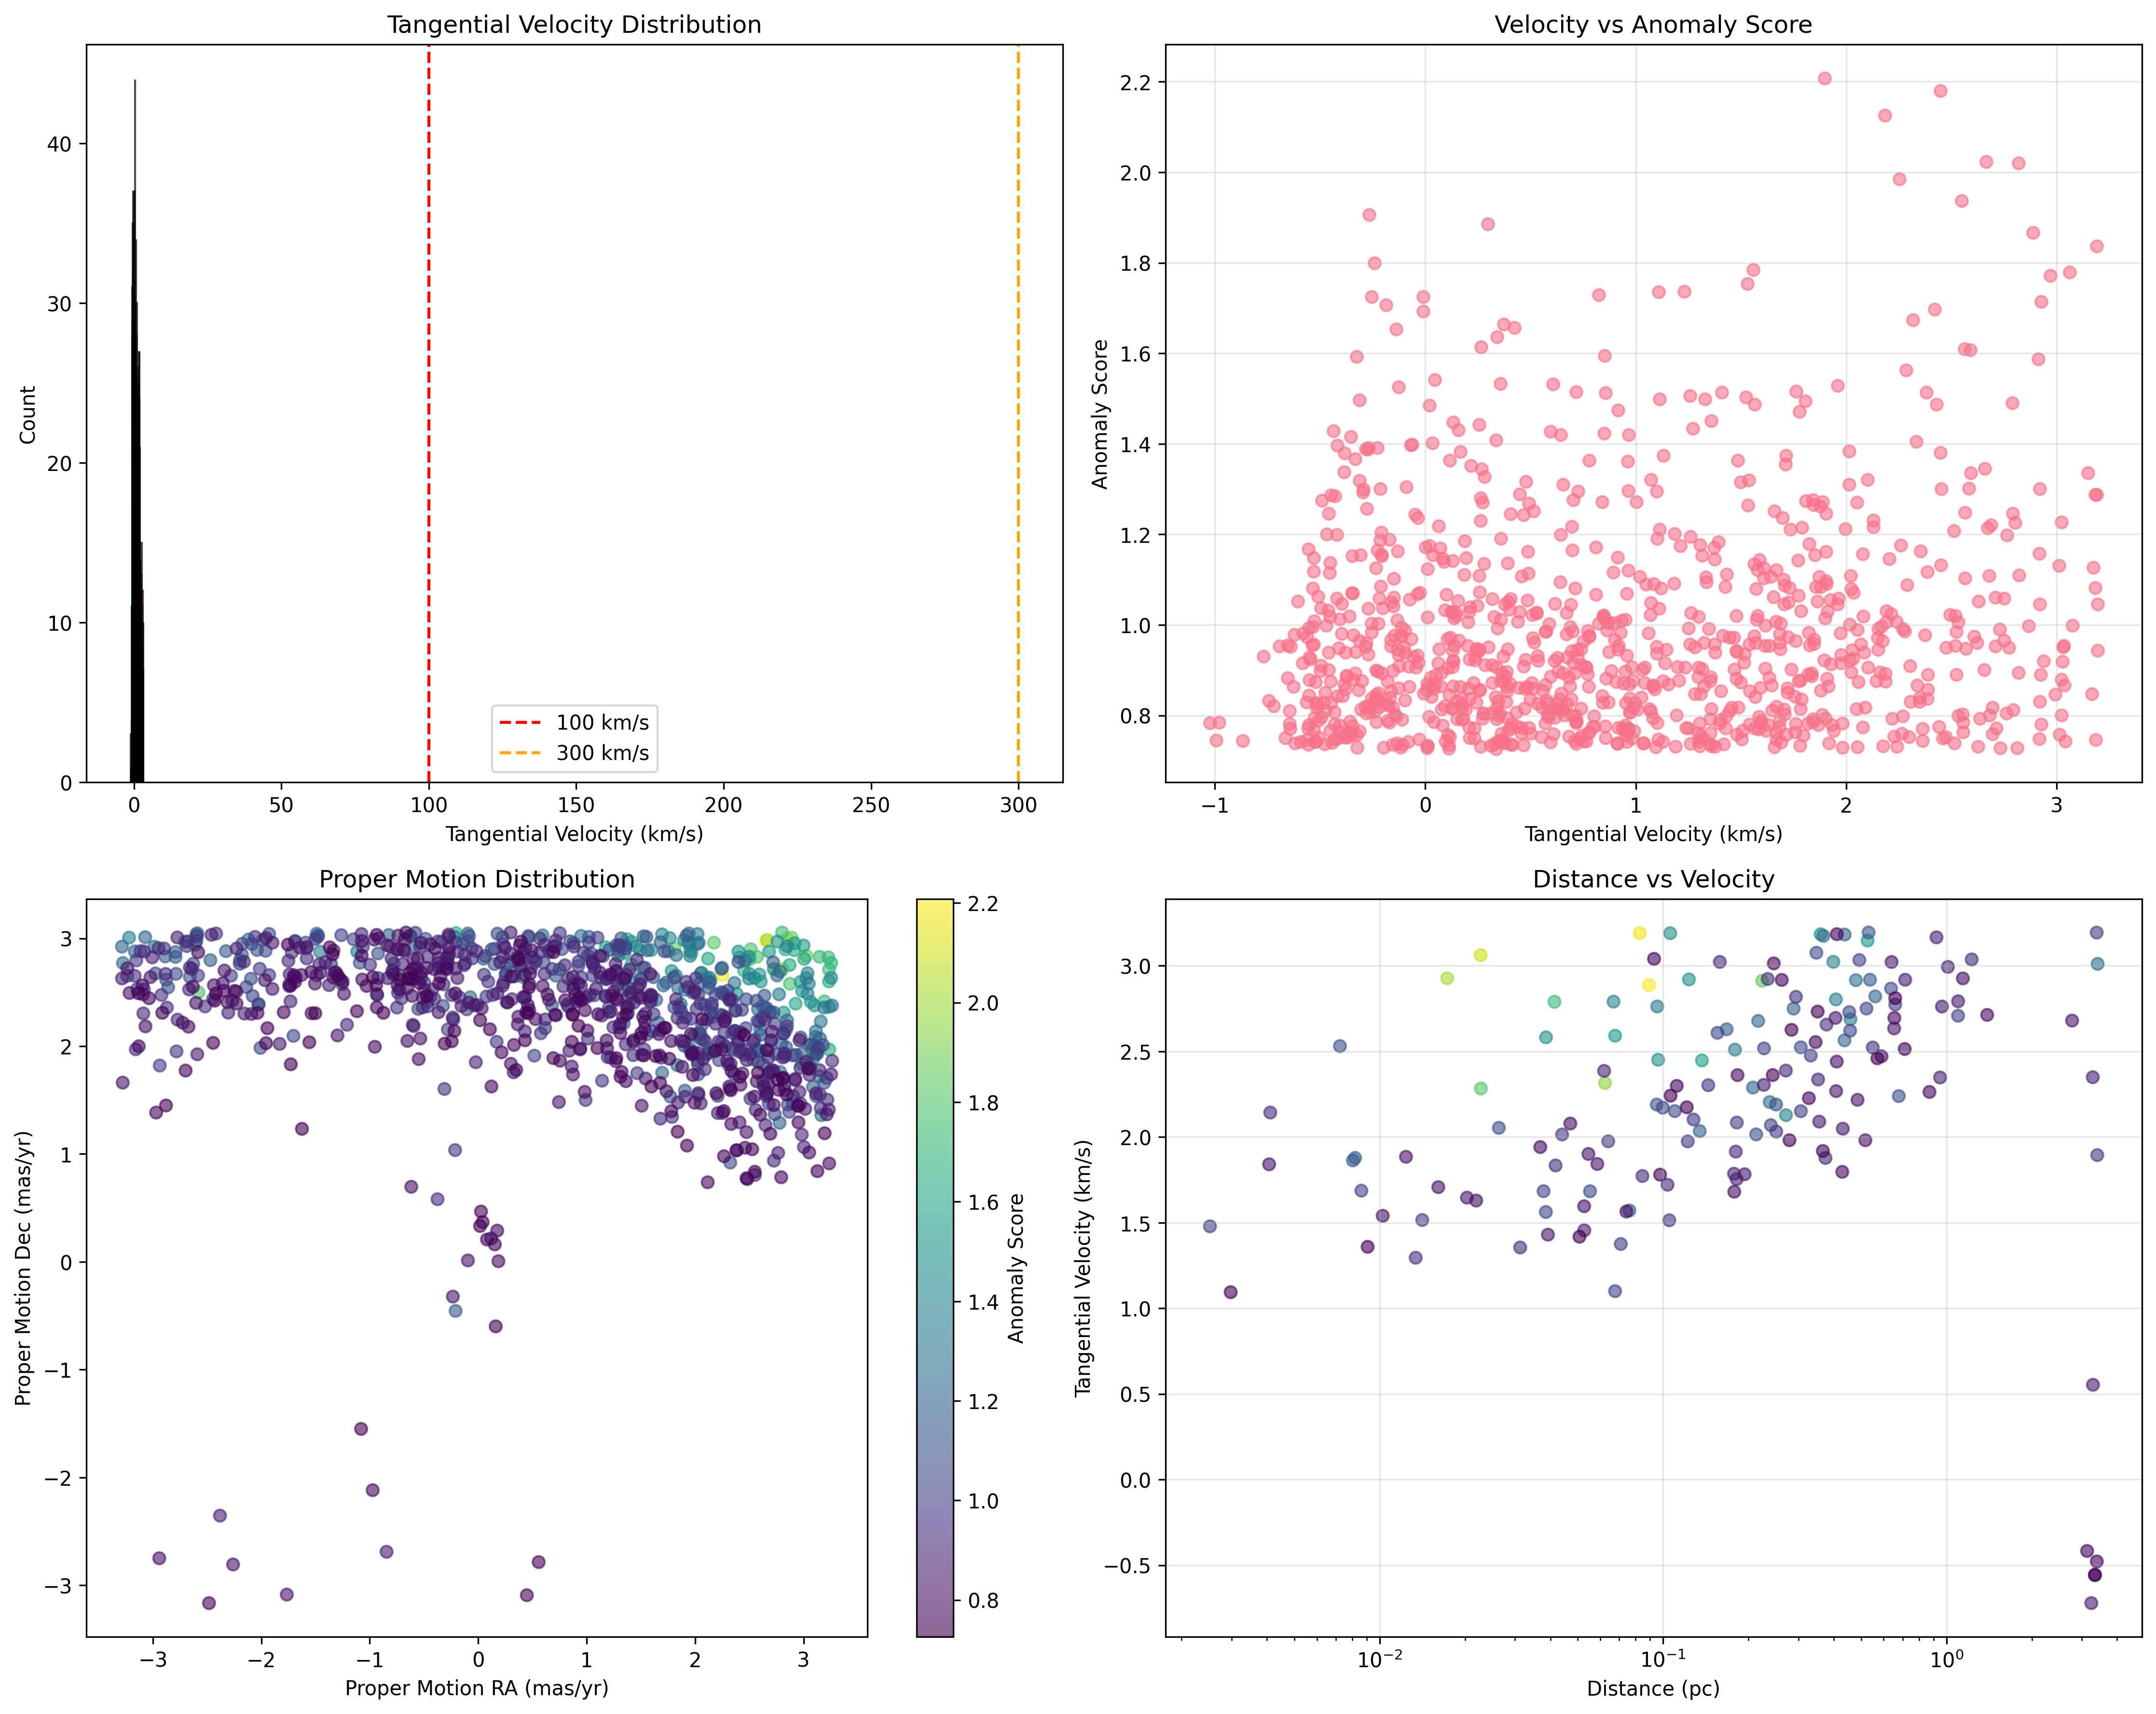 Tangential Velocity Distribution
Count
40
30
20
10
0
0 50 100 150 200 250 300
Tangential Velocity (km/s)
100 km/s
300 km/s
Velocity vs Anomaly Score
Anomaly Score
2.2
2.0
1.8
1.6
1.4
1.2
1.0
0.8
−1 0 1 2 3
Tangential Velocity (km/s)
Proper Motion Distribution
Proper Motion Dec (mas/yr)
3
2
1
0
−1
−2
−3
−3 −2 −1 0 1 2 3
Proper Motion RA (mas/yr)
2.2
2.0
1.8
1.6
1.4
1.2
1.0
0.8
Anomaly Score
Distance vs Velocity
Tangential Velocity (km/s)
3.0
2.5
2.0
1.5
1.0
0.5
0.0
−0.5
10⁻² 10⁻¹ 10⁰
Distance (pc)